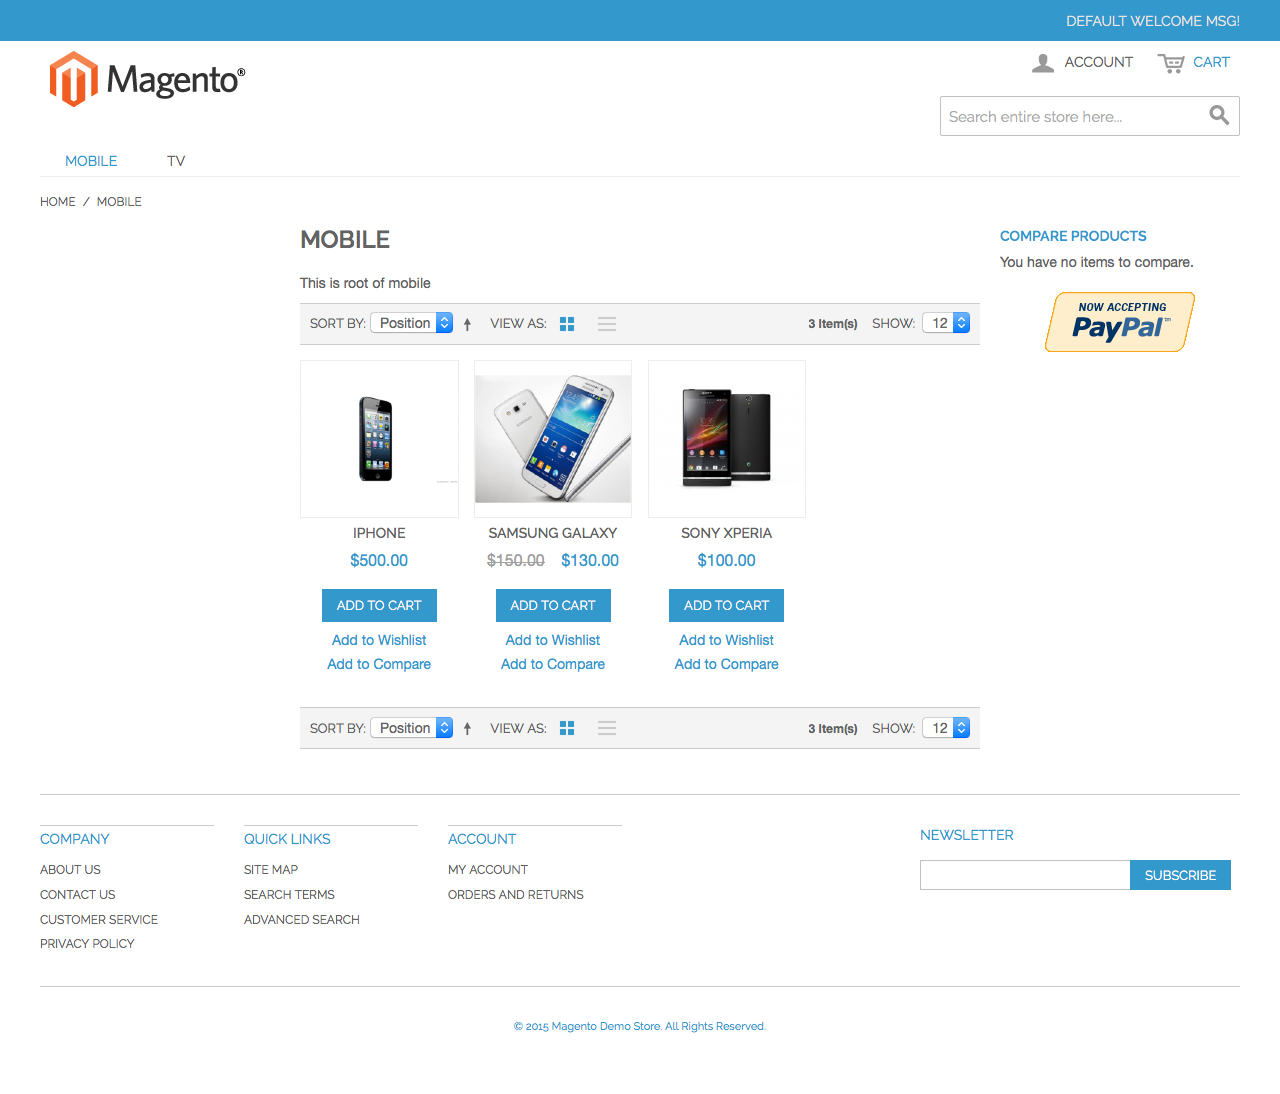 DEFAULT WELCOME MSG!
Magento®
ACCOUNT CART
Search entire store here...
MOBILE TV
HOME / MOBILE
MOBILE
This is root of mobile
SORT BY: Position VIEW AS: 3 Item(s) SHOW: 12
IPHONE
$500.00
ADD TO CART
Add to Wishlist
Add to Compare
SAMSUNG GALAXY
$150.00 $130.00
ADD TO CART
Add to Wishlist
Add to Compare
SONY XPERIA
$100.00
ADD TO CART
Add to Wishlist
Add to Compare
SORT BY: Position VIEW AS: 3 Item(s) SHOW: 12
COMPARE PRODUCTS
You have no items to compare.
NOW ACCEPTING
PayPal™
COMPANY
ABOUT US
CONTACT US
CUSTOMER SERVICE
PRIVACY POLICY
QUICK LINKS
SITE MAP
SEARCH TERMS
ADVANCED SEARCH
ACCOUNT
MY ACCOUNT
ORDERS AND RETURNS
NEWSLETTER
SUBSCRIBE
© 2015 Magento Demo Store. All Rights Reserved.